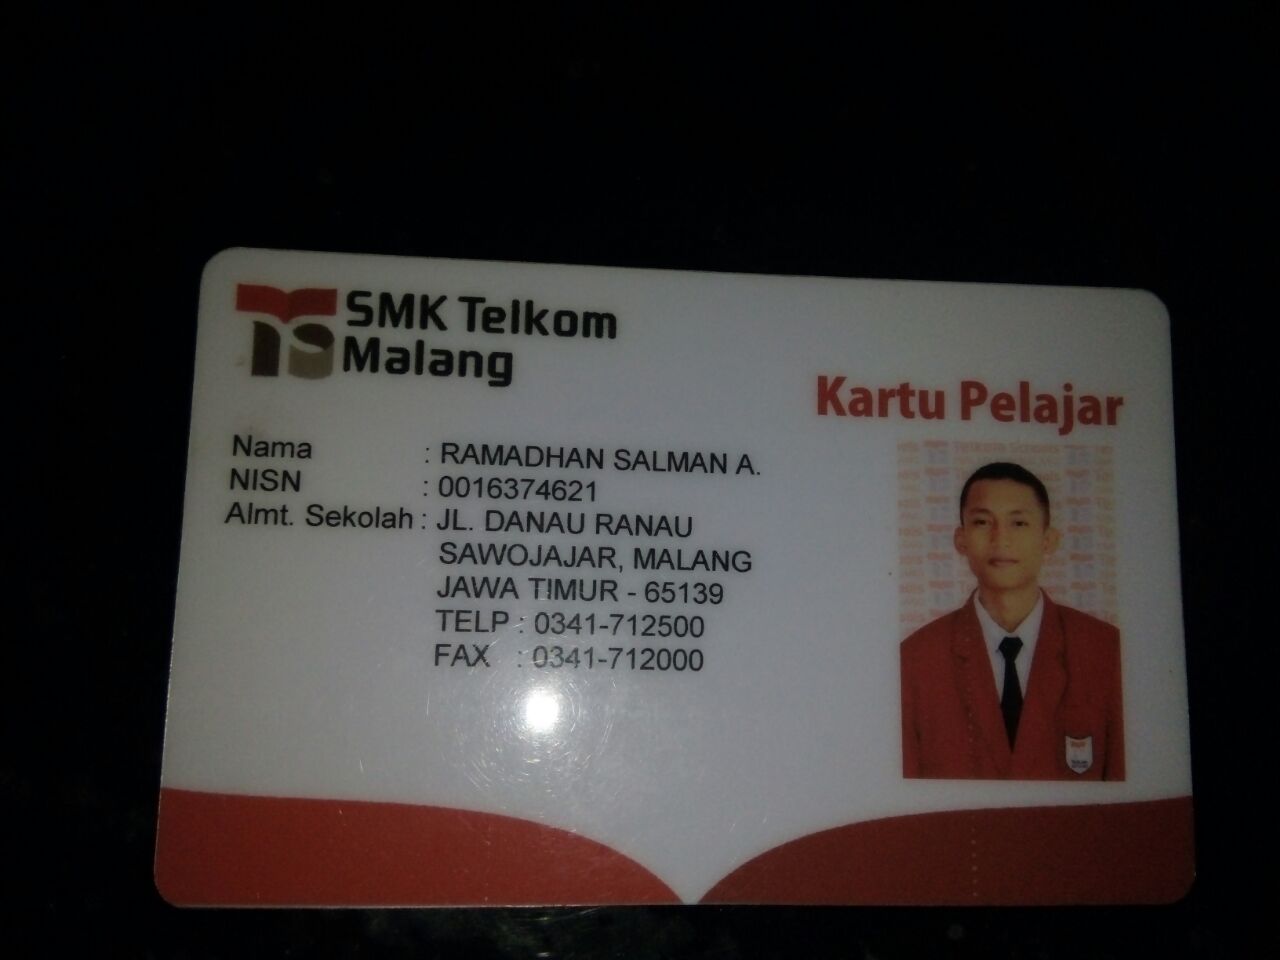 SMK Telkom
Malang
Kartu Pelajar
Nama : RAMADHAN SALMAN A.
NISN : 0016374621
Almt. Sekolah : JL. DANAU RANAU
SAWOJAJAR, MALANG
JAWA TIMUR - 65139
TELP : 0341-712500
FAX : 0341-712000